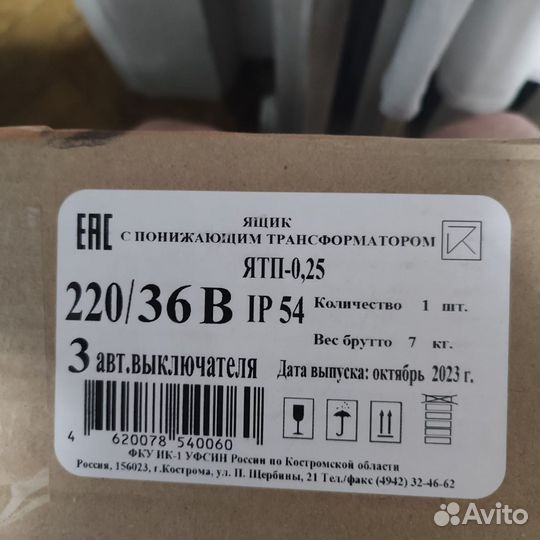 EAC
ЯЩИК
С ПОНИЖАЮЩИМ ТРАНСФОРМАТОРОМ
ЯТП-0,25
220/36 В IP 54
Количество 1 шт.
Вес брутто 7 кг.
3 авт.выключателя
Дата выпуска: октябрь 2023 г.
4 620078 540060
ФКУ ИК-1 УФСИН России по Костромской области
Россия, 156023, г.Кострома, ул. П. Щербины, 21 Тел./факс (4942) 32-46-62
Avito